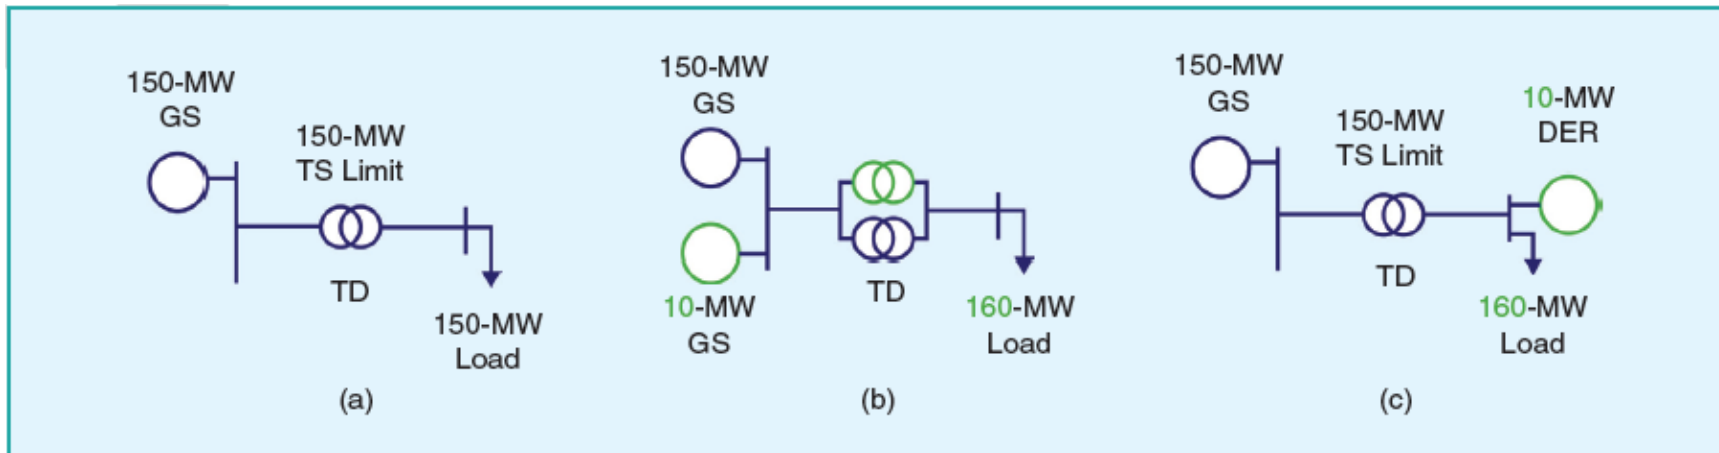 150-MW
GS
150-MW
TS Limit
TD
150-MW
Load
(a)
150-MW
GS
10-MW
GS
TD
160-MW
Load
(b)
150-MW
GS
150-MW
TS Limit
10-MW
DER
TD
160-MW
Load
(c)